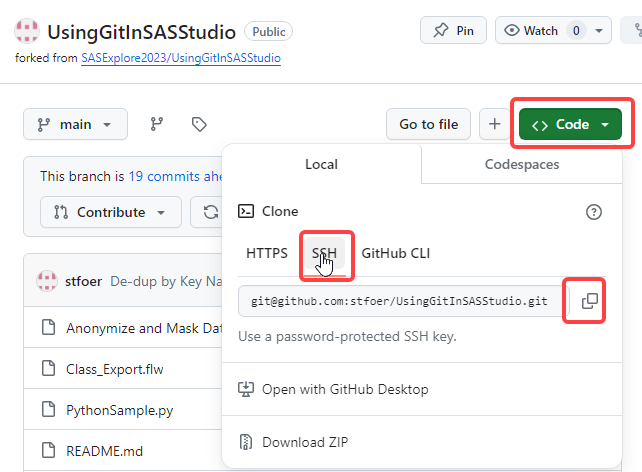 UsingGitInSASStudio Public
Pin
Watch 0
forked from SASExplore2023/UsingGitInSASStudio
main
Go to file
Code
This branch is 19 commits
Contribute
Local
Codespaces
Clone
HTTPS
SSH
GitHub CLI
git@github.com:stfoer/UsingGitInSASStudio.git
Use a password-protected SSH key.
Open with GitHub Desktop
Download ZIP
stfoer De-dup by Key
Anonymize and Mask
Class_Export.flw
PythonSample.py
README.md